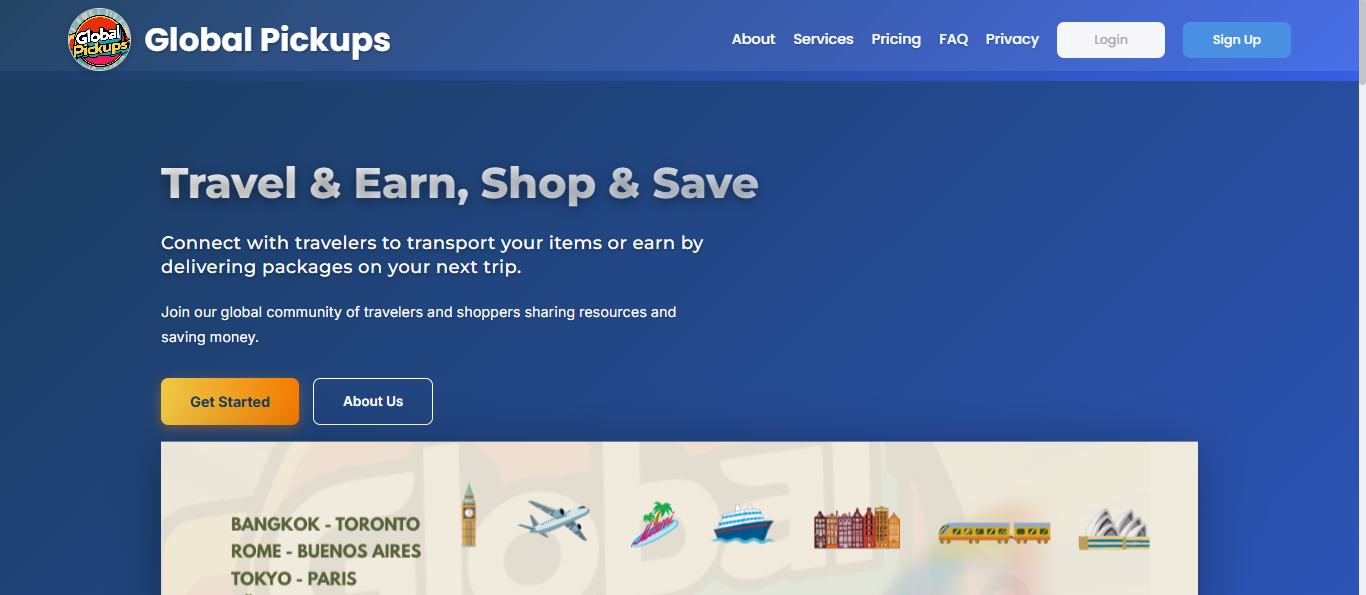 Global Pickups
Global Pickups
About Services Pricing FAQ Privacy Login Sign Up
Travel & Earn, Shop & Save
Connect with travelers to transport your items or earn by
delivering packages on your next trip.
Join our global community of travelers and shoppers sharing resources and
saving money.
Get Started About Us
Global
BANGKOK - TORONTO
ROME - BUENOS AIRES
TOKYO - PARIS